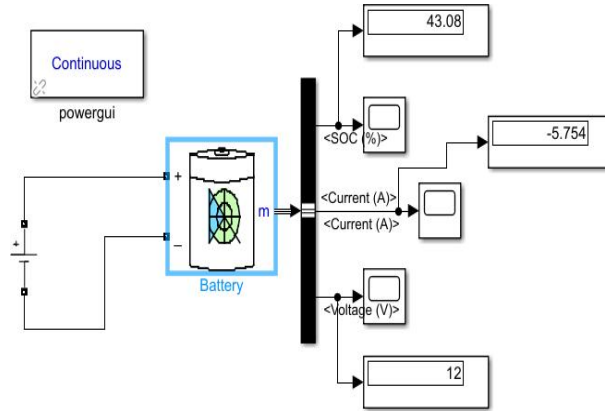 43.08
Continuous
powergui
<SOC (%)>
-5.754
+
m
<Current (A)>
<Current (A)>
–
+
Battery
<Voltage (V)>
12